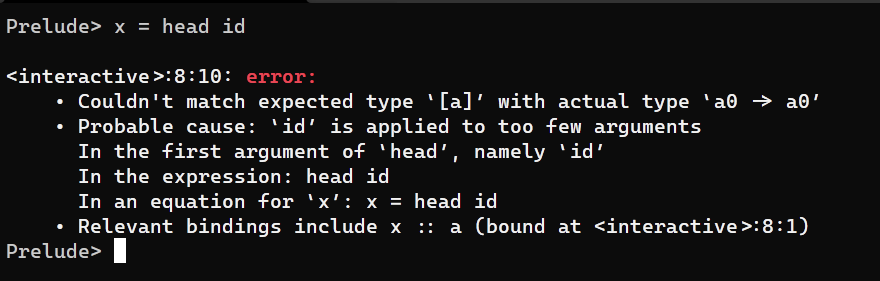 Prelude> x = head id
<interactive>:8:10: error:
• Couldn't match expected type ‘[a]’ with actual type ‘a0 -> a0’
• Probable cause: ‘id’ is applied to too few arguments
In the first argument of ‘head’, namely ‘id’
In the expression: head id
In an equation for ‘x’: x = head id
• Relevant bindings include x :: a (bound at <interactive>:8:1)
Prelude>